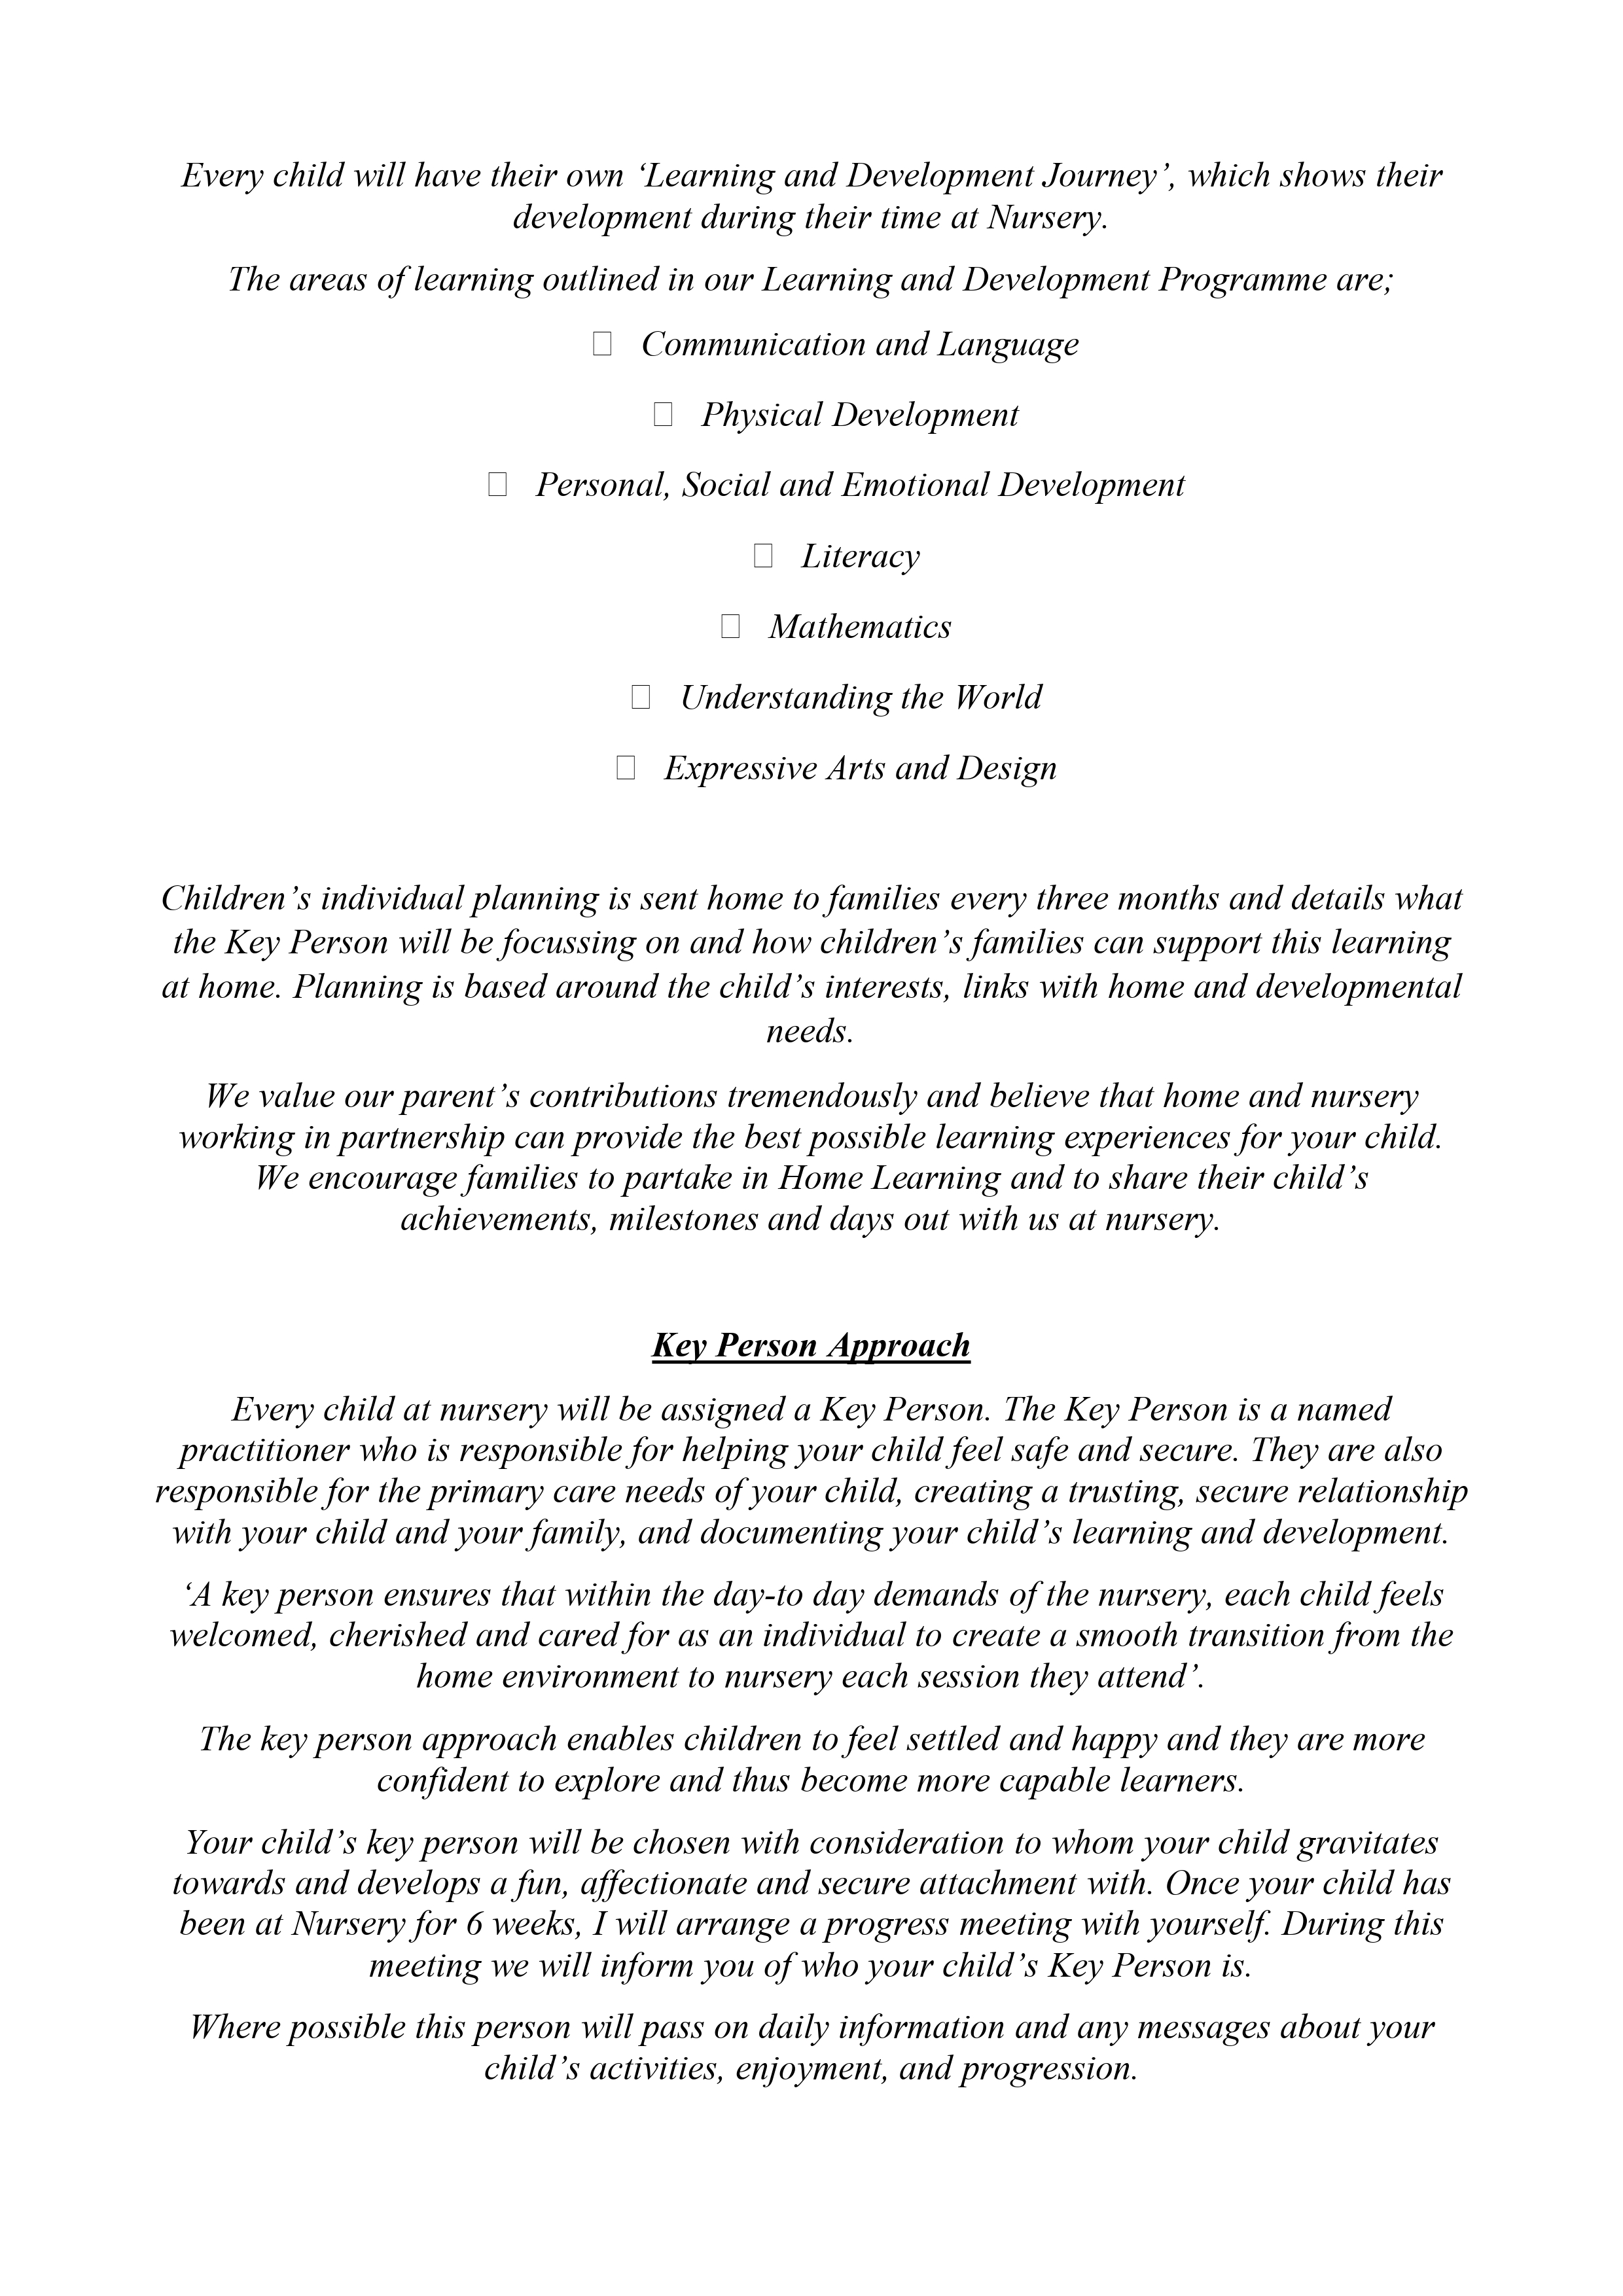 Every child will have their own ‘Learning and Development Journey’, which shows their
development during their time at Nursery.
The areas of learning outlined in our Learning and Development Programme are;
 Communication and Language
 Physical Development
 Personal, Social and Emotional Development
 Literacy
 Mathematics
 Understanding the World
 Expressive Arts and Design
Children’s individual planning is sent home to families every three months and details what
the Key Person will be focussing on and how children’s families can support this learning
at home. Planning is based around the child’s interests, links with home and developmental
needs.
We value our parent’s contributions tremendously and believe that home and nursery
working in partnership can provide the best possible learning experiences for your child.
We encourage families to partake in Home Learning and to share their child’s
achievements, milestones and days out with us at nursery.
Key Person Approach
Every child at nursery will be assigned a Key Person. The Key Person is a named
practitioner who is responsible for helping your child feel safe and secure. They are also
responsible for the primary care needs of your child, creating a trusting, secure relationship
with your child and your family, and documenting your child’s learning and development.
‘A key person ensures that within the day-to day demands of the nursery, each child feels
welcomed, cherished and cared for as an individual to create a smooth transition from the
home environment to nursery each session they attend’.
The key person approach enables children to feel settled and happy and they are more
confident to explore and thus become more capable learners.
Your child’s key person will be chosen with consideration to whom your child gravitates
towards and develops a fun, affectionate and secure attachment with. Once your child has
been at Nursery for 6 weeks, I will arrange a progress meeting with yourself. During this
meeting we will inform you of who your child’s Key Person is.
Where possible this person will pass on daily information and any messages about your
child’s activities, enjoyment, and progression.